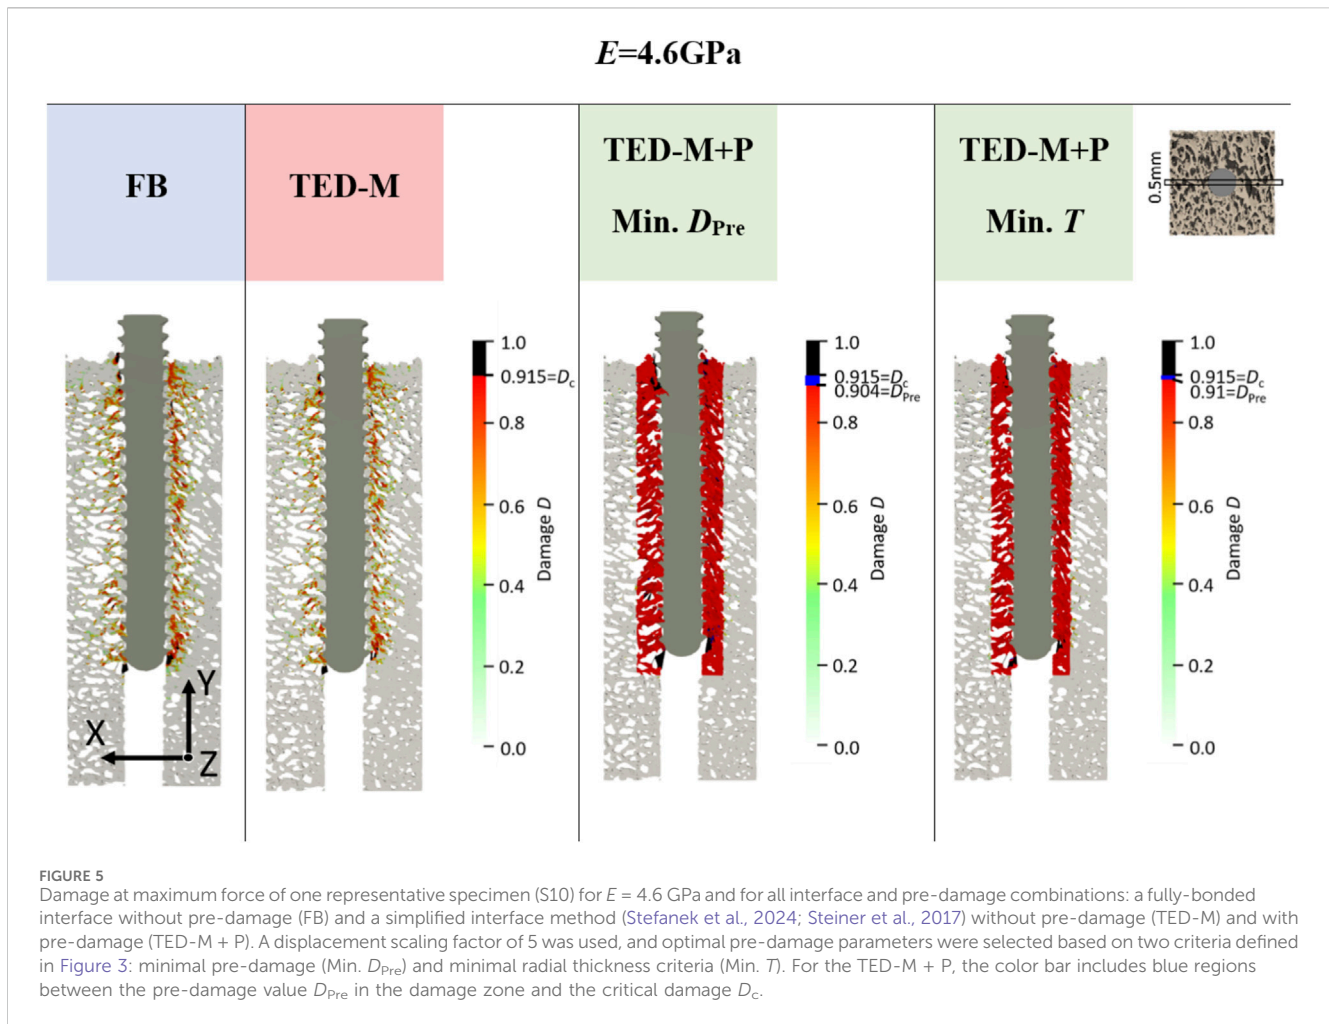 E=4.6GPa
FB
TED-M
TED-M+P
Min. DPre
TED-M+P
Min. T
0.5mm
1.0
0.915=Dc
0.8
0.6
0.4
0.2
0.0
Damage D
1.0
0.915=Dc
0.904=DPre
0.8
0.6
0.4
0.2
0.0
Damage D
1.0
0.915=Dc
0.91=DPre
0.8
0.6
0.4
0.2
0.0
Damage D
Y
X
Z
FIGURE 5
Damage at maximum force of one representative specimen (S10) for E = 4.6 GPa and for all interface and pre-damage combinations: a fully-bonded
interface without pre-damage (FB) and a simplified interface method (Stefanek et al., 2024; Steiner et al., 2017) without pre-damage (TED-M) and with
pre-damage (TED-M + P). A displacement scaling factor of 5 was used, and optimal pre-damage parameters were selected based on two criteria defined
in Figure 3: minimal pre-damage (Min. DPre) and minimal radial thickness criteria (Min. T). For the TED-M + P, the color bar includes blue regions
between the pre-damage value DPre in the damage zone and the critical damage Dc.